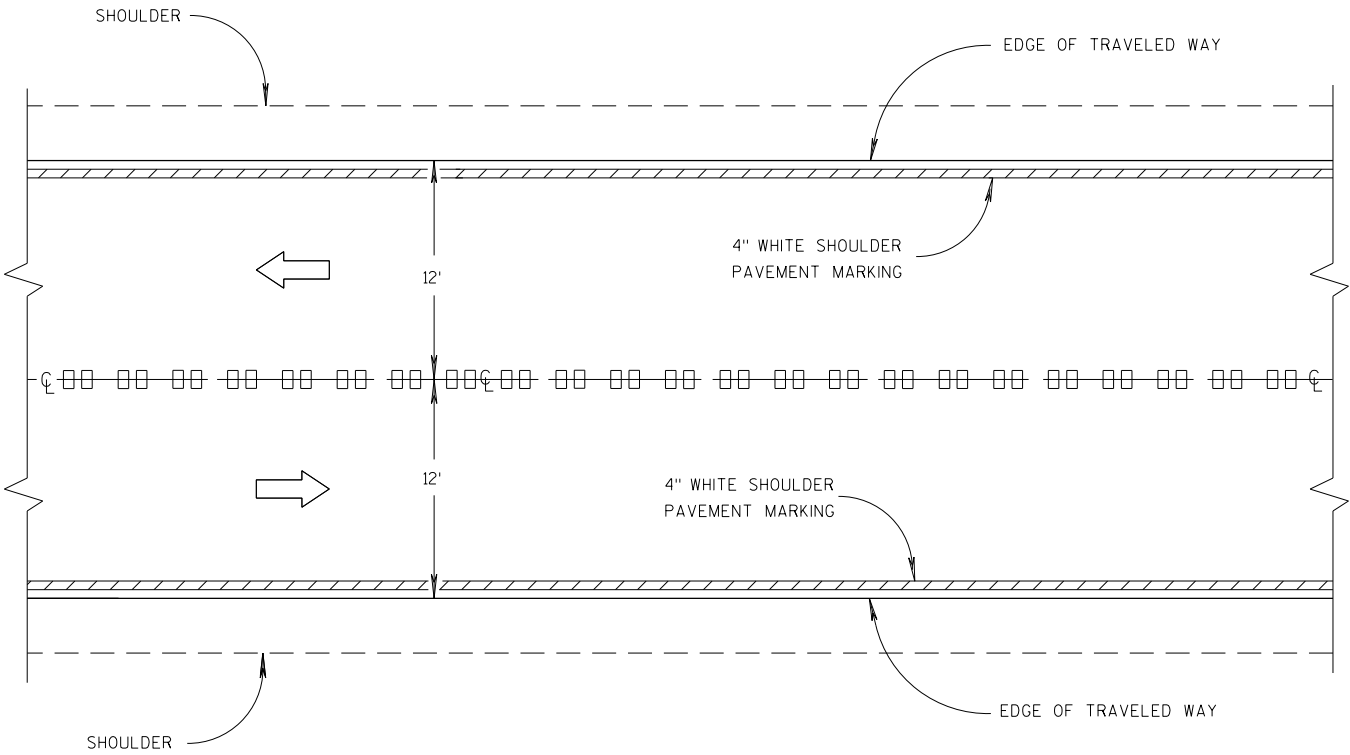 SHOULDER
EDGE OF TRAVELED WAY
4" WHITE SHOULDER
PAVEMENT MARKING
12'
℄ ℄ ℄
12'
4" WHITE SHOULDER
PAVEMENT MARKING
EDGE OF TRAVELED WAY
SHOULDER